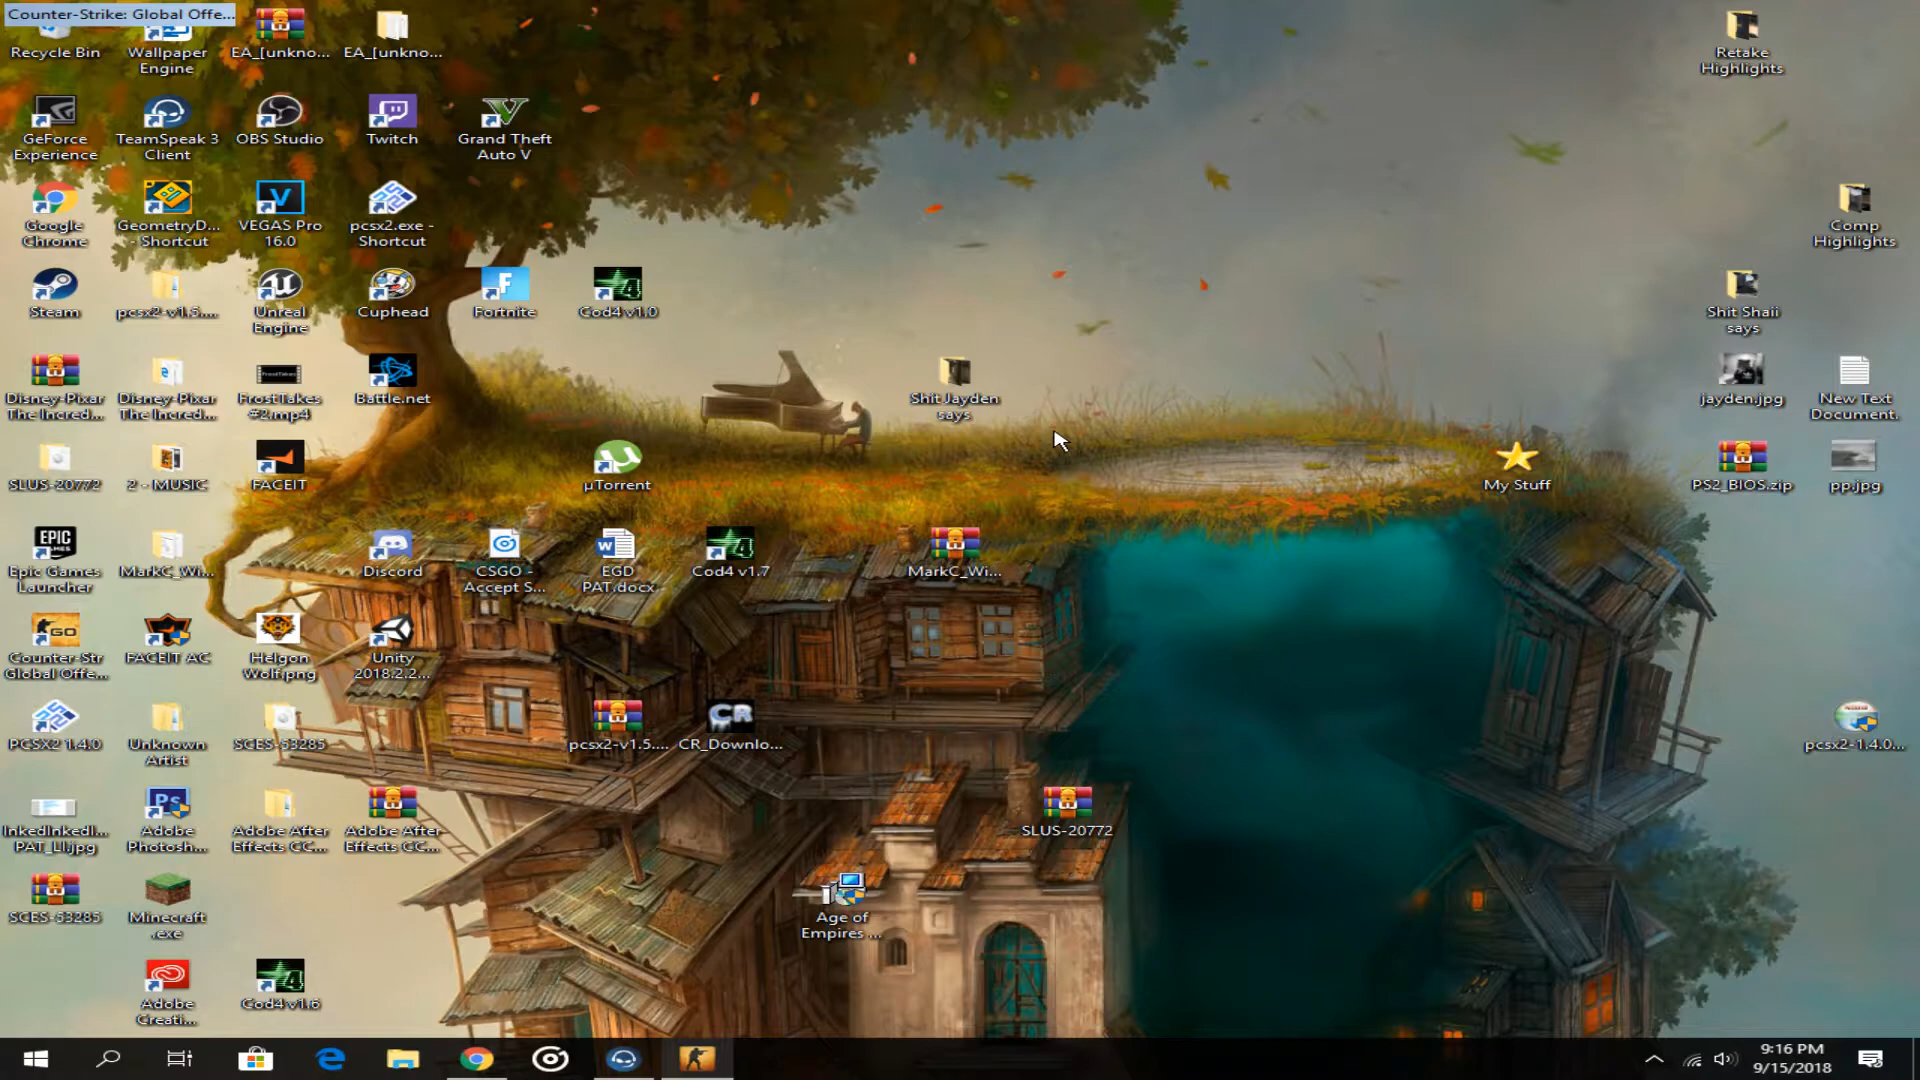 Counter-Strike: Global Offe...
Recycle Bin
Wallpaper
Engine
EA_[unkno...
EA_[unkno...
Retake
Highlights
GeForce
Experience
TeamSpeak 3
Client
OBS Studio
Twitch
Grand Theft
Auto V
Google
Chrome
GeometryD...
- Shortcut
VEGAS Pro
16.0
pcsx2.exe -
Shortcut
Comp
Highlights
Steam
pcsx2-v1.5....
Unreal
Engine
Cuphead
Fortnite
Cod4 v1.0
Shit Shaii
says
Disney-Pixar
The Incred...
Disney-Pixar
The Incred...
FrostTakes
FrostTakes
#2.mp4
Battle.net
Shit Jayden
says
jayden.jpg
New Text
Document.
SLUS-20772
2 - MUSIC
FACEIT
µTorrent
My Stuff
PS2_BIOS.zip
pp.jpg
EPIC
GAMES
Epic Games
Launcher
MarkC_Wi...
Discord
CSGO -
Accept S...
EGD
PAT.docx
Cod4 v1.7
MarkC_Wi...
GO
Counter-Str
Global Offe...
FACEIT AC
Helgon
Wolf.png
Unity
2018.2.2...
PCSX2 1.4.0
Unknown
Artist
SCES-53285
pcsx2-v1.5....
CR
CR_Downlo...
pcsx2-1.4.0...
InkedInkedI...
PAT_LI.jpg
Ps
Adobe
Photosh...
Adobe After
Effects CC...
Adobe After
Effects CC...
SLUS-20772
SCES-53285
Minecraft
.exe
Age of
Empires ...
Adobe
Creati...
Cod4 v1.6
9:16 PM
9/15/2018